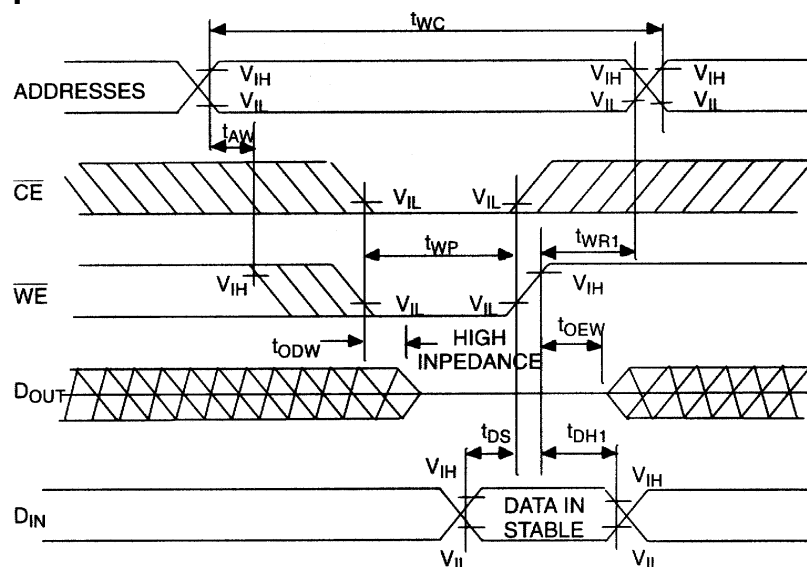 tWC
VIH VIH VIH
ADDRESSES
VIL VIL VIL
tAW
CE VIL VIL
tWP tWR1
WE VIH VIH
VIL VIL
tODW HIGH tOEW
INPEDANCE
DOUT
tDS tDH1
VIH VIH
DIN DATA IN
STABLE
VIL VIL